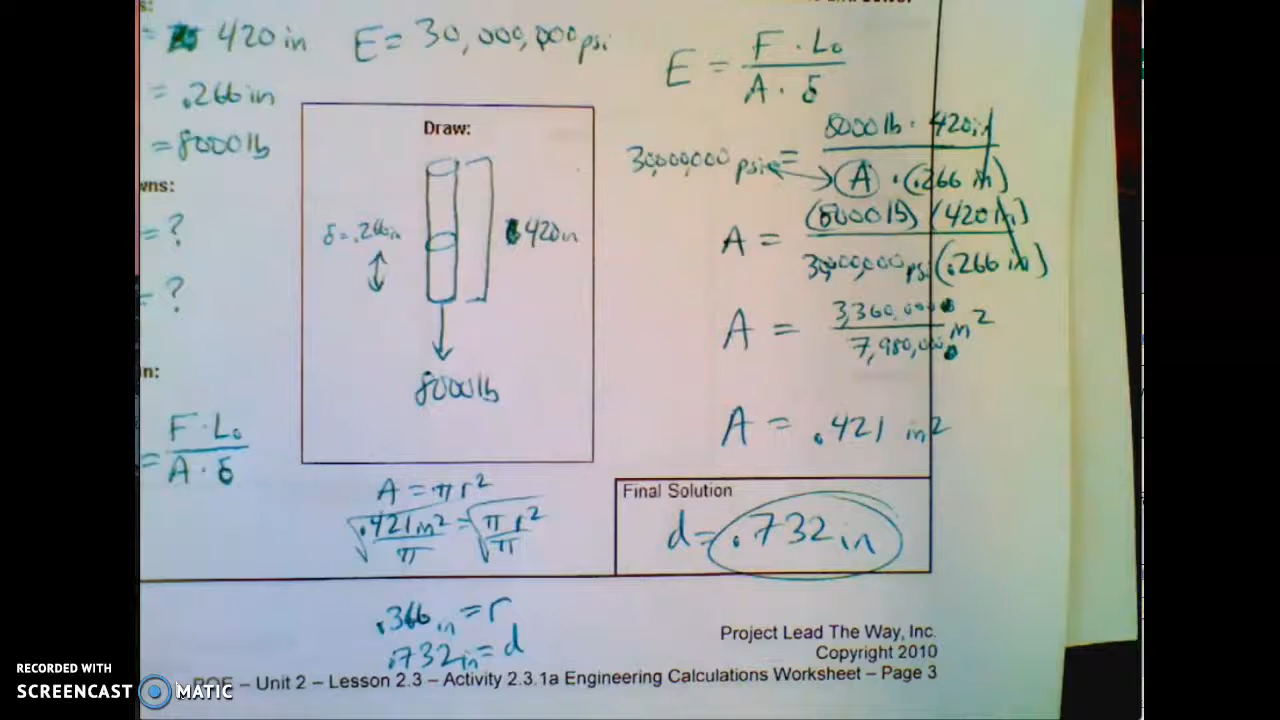 = 420 in
E = 30,000,000 psi
= .266 in
= 8000 lb
wns:
= ?
= ?
n:
= F · L₀ / A · δ
Draw:
δ = .266 in
420 in
8000 lb
A = π r²
√(.421 in² / π) = √(π r² / π)
.366 in = r
.732 in = d
E = F · L₀ / A · δ
30,000,000 psi = 8000 lb · 420 in / A · (.266 in)
A = (8000 lb) (420 in) / 30,000,000 psi (.266 in)
A = 3,360,000 / 7,980,000 in²
A = .421 in²
Final Solution
d = .732 in
Project Lead The Way, Inc.
Copyright 2010
POE – Unit 2 – Lesson 2.3 – Activity 2.3.1a Engineering Calculations Worksheet – Page 3
RECORDED WITH
SCREENCAST MATIC